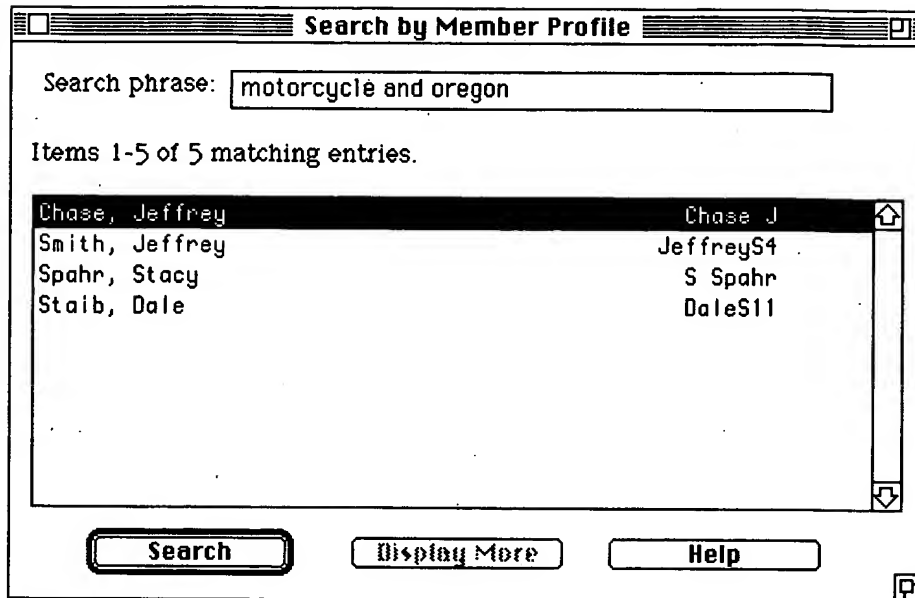 Search by Member Profile
Search phrase: motorcycle and oregon
Items 1-5 of 5 matching entries.
Chase, Jeffrey Chase J
Smith, Jeffrey JeffreyS4
Spahr, Stacy S Spahr
Staib, Dale DaleS11
Search Display More Help